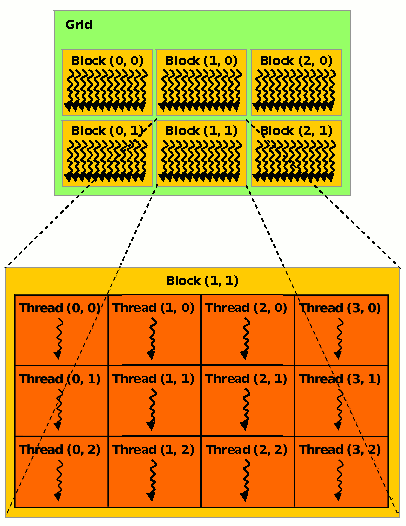 Grid
Block (0, 0) Block (1, 0) Block (2, 0)
Block (0, 1) Block (1, 1) Block (2, 1)
Block (1, 1)
Thread (0, 0) Thread (1, 0) Thread (2, 0) Thread (3, 0)
Thread (0, 1) Thread (1, 1) Thread (2, 1) Thread (3, 1)
Thread (0, 2) Thread (1, 2) Thread (2, 2) Thread (3, 2)